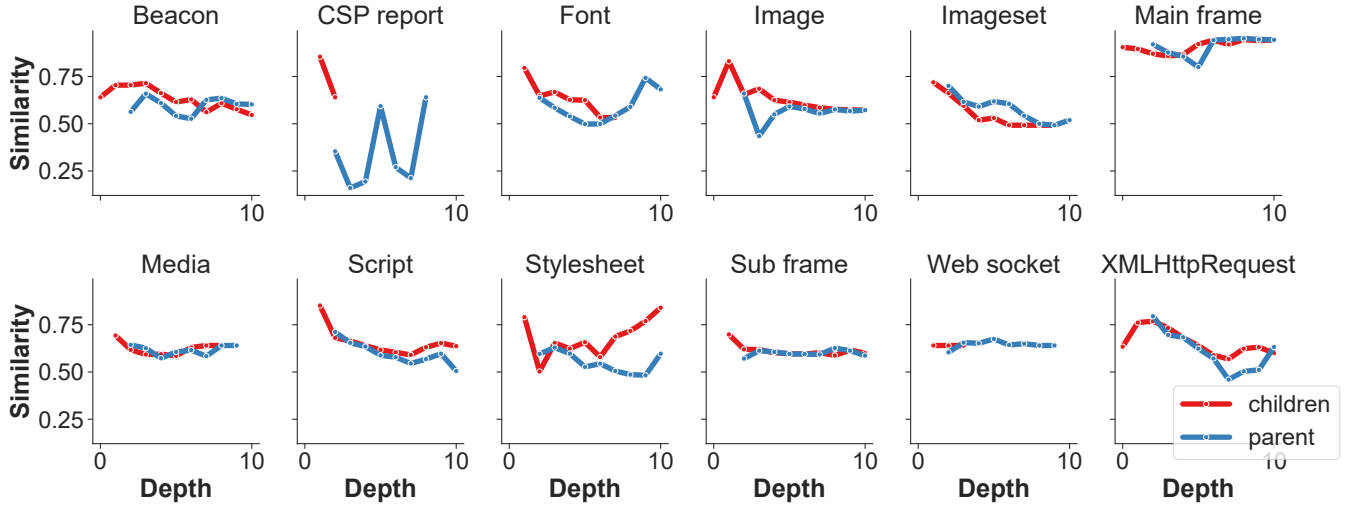 Beacon CSP report Font Image Imageset Main frame
Similarity
0.75
0.50
0.25
10 10 10 10 10 10
Media Script Stylesheet Sub frame Web socket XMLHttpRequest
Similarity
0.75
0.50
0.25
children
parent
0 10 0 10 0 10 0 10 0 10 0 10
Depth Depth Depth Depth Depth Depth